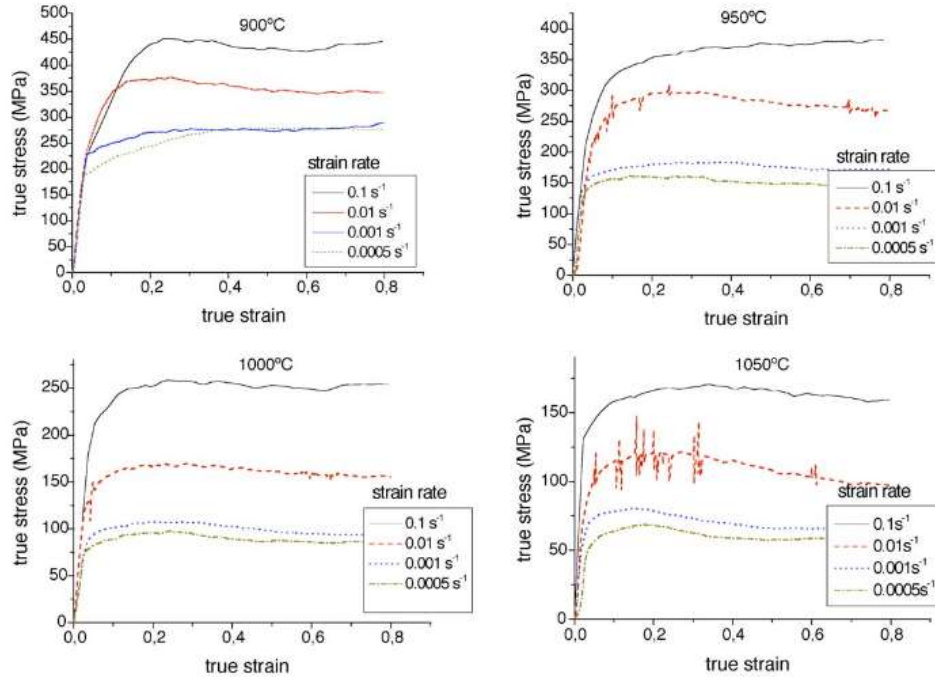 900ºC
true stress (MPa)
500
450
400
350
300
250
200
150
100
50
0
strain rate
0.1 s-1
0.01 s-1
0.001 s-1
0.0005 s-1
0,0 0,2 0,4 0,6 0,8
true strain
950ºC
true stress (MPa)
400
350
300
250
200
150
100
50
0
strain rate
0.1 s-1
0.01 s-1
0.001 s-1
0.0005 s-1
0,0 0,2 0,4 0,6 0,8
true strain
1000ºC
true stress (MPa)
250
200
150
100
50
0
strain rate
0.1 s-1
0.01 s-1
0.001 s-1
0.0005 s-1
0,0 0,2 0,4 0,6 0,8
true strain
1050ºC
true stress (MPa)
150
100
50
0
strain rate
0.1s-1
0.01s-1
0.001s-1
0.0005s-1
0,0 0,2 0,4 0,6 0,8
true strain